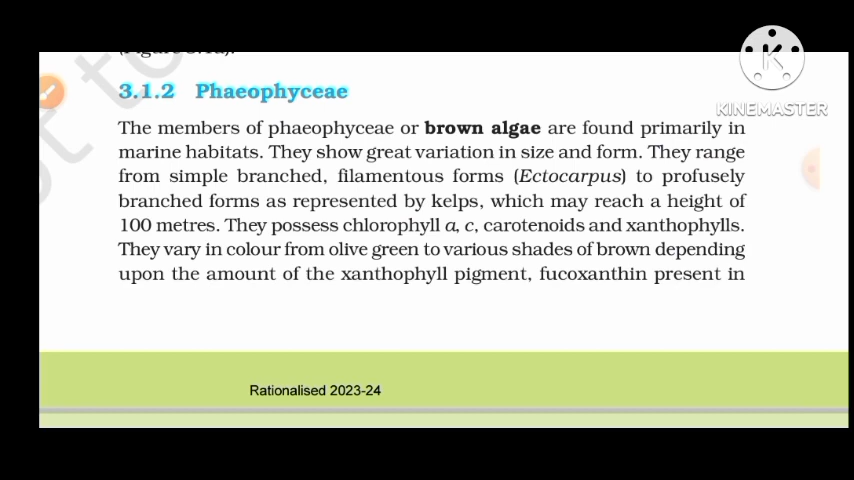 3.1.2 Phaeophyceae
The members of phaeophyceae or brown algae are found primarily in
marine habitats. They show great variation in size and form. They range
from simple branched, filamentous forms (Ectocarpus) to profusely
branched forms as represented by kelps, which may reach a height of
100 metres. They possess chlorophyll a, c, carotenoids and xanthophylls.
They vary in colour from olive green to various shades of brown depending
upon the amount of the xanthophyll pigment, fucoxanthin present in
Rationalised 2023-24
K
KINEMASTER